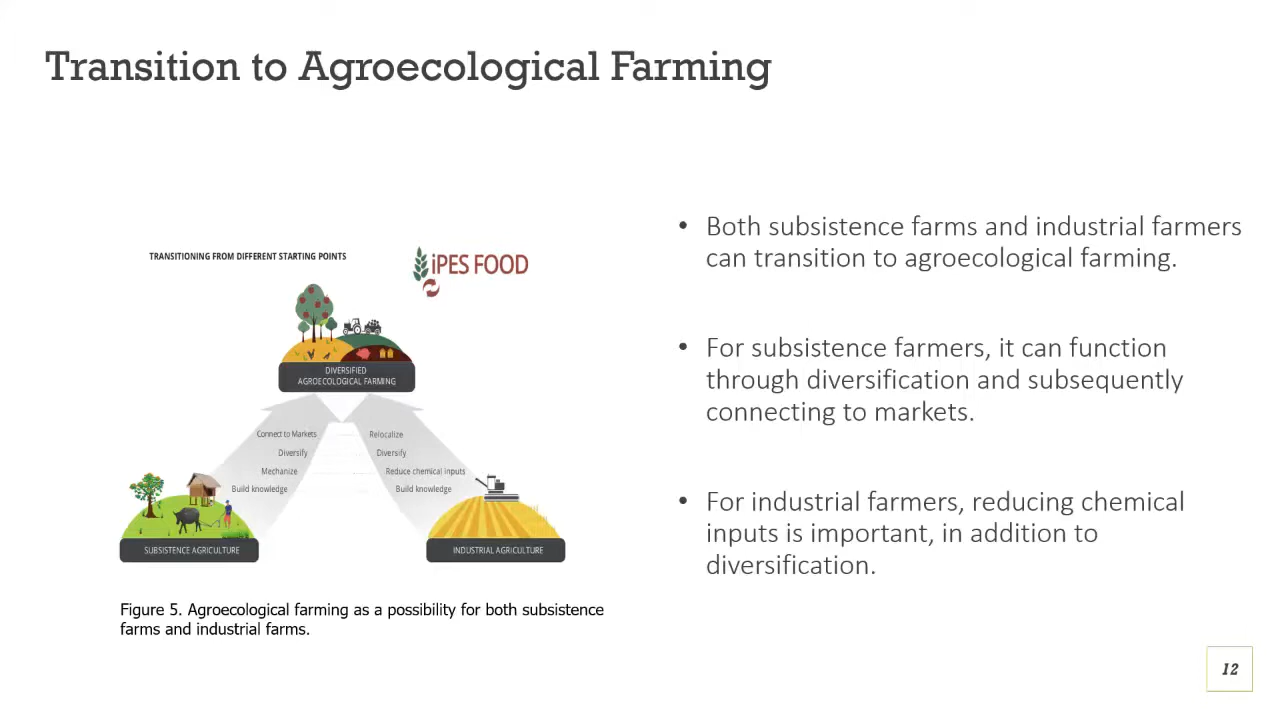 Transition to Agroecological Farming
TRANSITIONING FROM DIFFERENT STARTING POINTS
iPES FOOD
DIVERSIFIED
AGROECOLOGICAL FARMING
Connect to Markets
Diversify
Mechanize
Build knowledge
Relocalize
Diversify
Reduce chemical inputs
Build knowledge
SUBSISTENCE AGRICULTURE
INDUSTRIAL AGRICULTURE
Figure 5. Agroecological farming as a possibility for both subsistence
farms and industrial farms.
• Both subsistence farms and industrial farmers
can transition to agroecological farming.
• For subsistence farmers, it can function
through diversification and subsequently
connecting to markets.
• For industrial farmers, reducing chemical
inputs is important, in addition to
diversification.
12